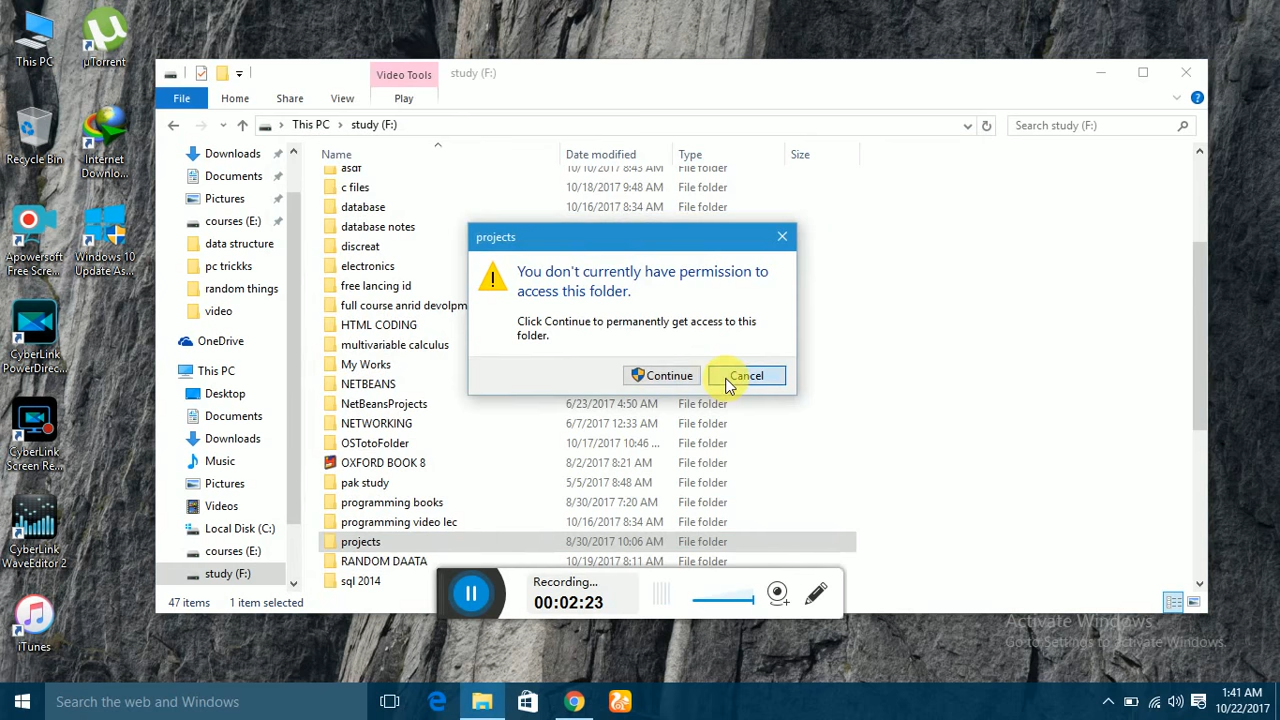 This PC
µTorrent
Recycle Bin
Internet
Downlo...
Apowersoft
Free Scree...
Windows 10
Update As...
CyberLink
PowerDirec...
CyberLink
Screen Re...
CyberLink
WaveEditor 2
iTunes
Video Tools
study (F:)
File
Home
Share
View
Play
This PC
study (F:)
Search study (F:)
Downloads
Documents
Pictures
courses (E:)
data structure
pc trickks
random things
video
OneDrive
This PC
Desktop
Documents
Downloads
Music
Pictures
Videos
Local Disk (C:)
courses (E:)
study (F:)
Name Date modified Type Size
asdf 10/10/2017 8:43 AM File folder
c files 10/18/2017 9:48 AM File folder
database 10/16/2017 8:34 AM File folder
database notes
discreat
electronics
free lancing id
full course anrid devolpm
HTML CODING
multivariable calculus
My Works
NETBEANS
NetBeansProjects 6/23/2017 4:50 AM File folder
NETWORKING 6/7/2017 12:33 AM File folder
OSTotoFolder 10/17/2017 10:46 ... File folder
OXFORD BOOK 8 8/2/2017 8:21 AM File folder
pak study 5/5/2017 8:48 AM File folder
programming books 8/30/2017 7:20 AM File folder
programming video lec 10/16/2017 8:34 AM File folder
projects 8/30/2017 10:06 AM File folder
RANDOM DAATA 10/19/2017 8:11 AM File folder
sql 2014
projects
You don't currently have permission to
access this folder.
Click Continue to permanently get access to this
folder.
Continue
Cancel
Recording...
00:02:23
47 items 1 item selected
Activate Windows
Go to Settings to activate Windows.
Search the web and Windows
1:41 AM
10/22/2017